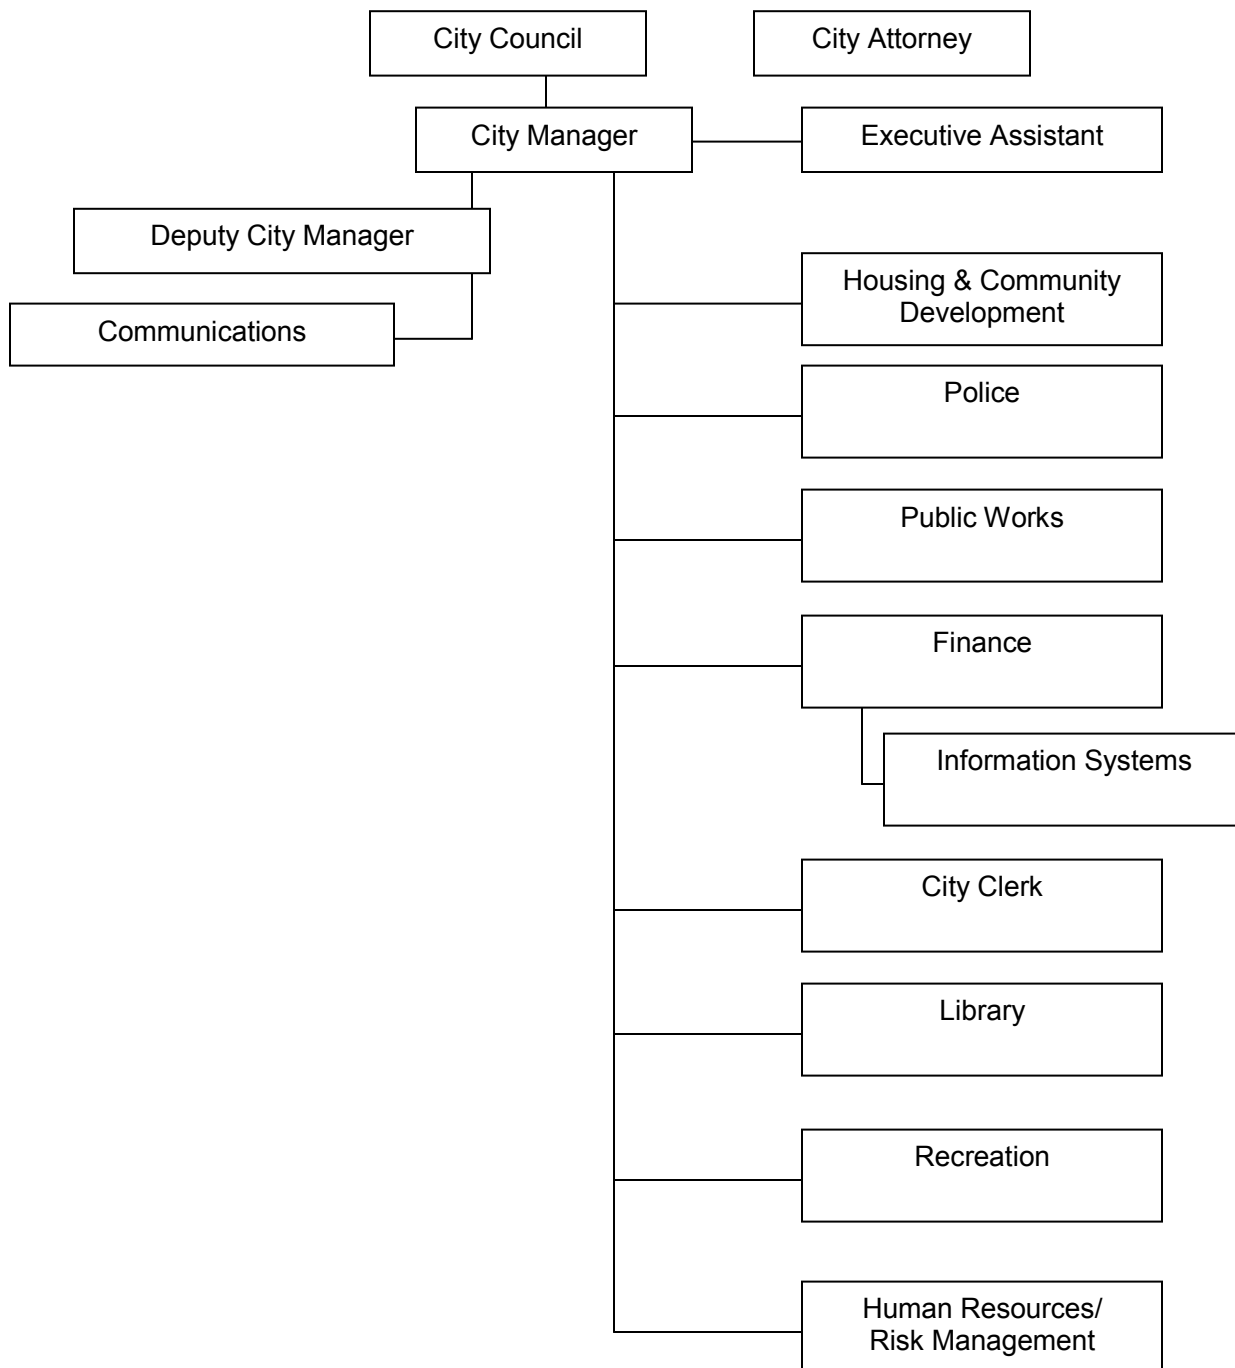 City Council
City Attorney
City Manager
Executive Assistant
Deputy City Manager
Housing & Community
Development
Communications
Police
Public Works
Finance
Information Systems
City Clerk
Library
Recreation
Human Resources/
Risk Management